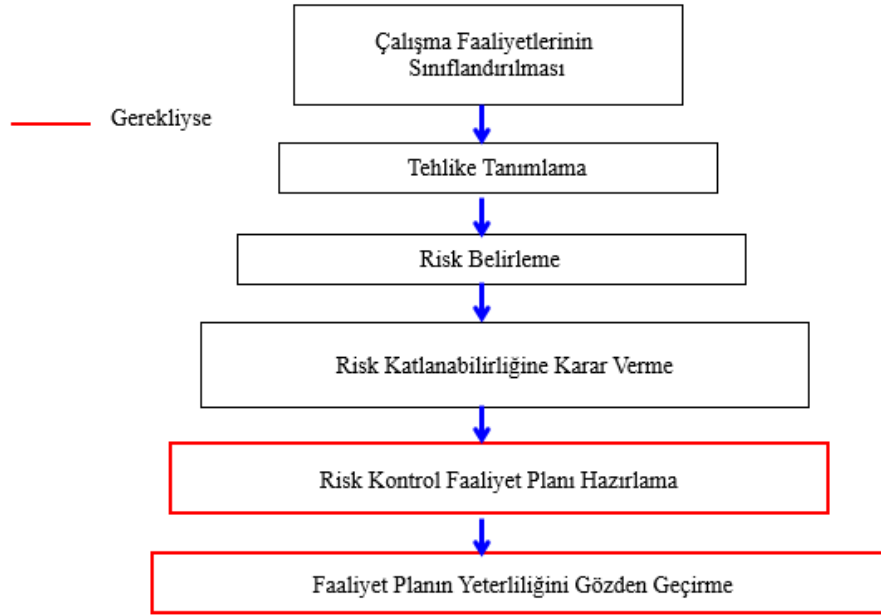 Çalışma Faaliyetlerinin
Sınıflandırılması
Gerekliyse
Tehlike Tanımlama
Risk Belirleme
Risk Katlanabilirliğine Karar Verme
Risk Kontrol Faaliyet Planı Hazırlama
Faaliyet Planın Yeterliliğini Gözden Geçirme